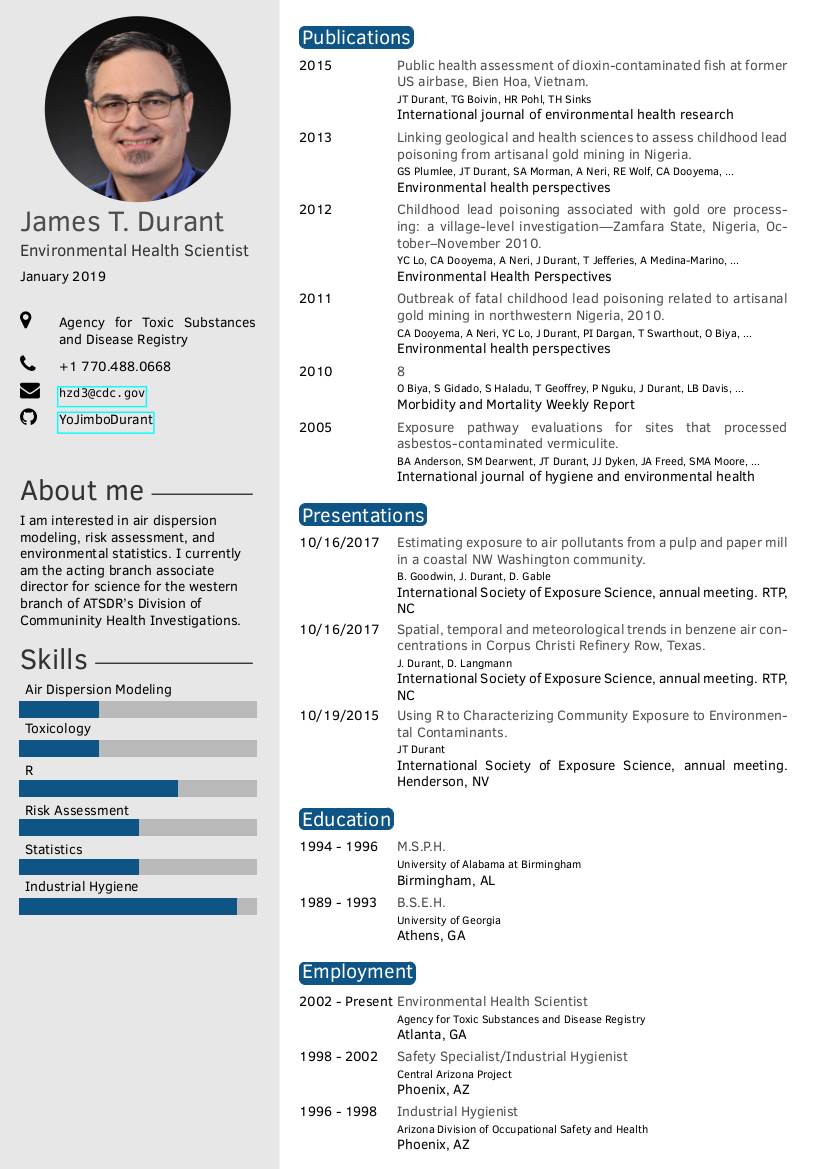 James T. Durant
Environmental Health Scientist
January 2019
Agency for Toxic Substances
and Disease Registry
+1 770.488.0668
hzd3@cdc.gov
YoJimboDurant
About me
I am interested in air dispersion
modeling, risk assessment, and
environmental statistics. I currently
am the acting branch associate
director for science for the western
branch of ATSDR's Division of
Communinity Health Investigations.
Skills
Air Dispersion Modeling
Toxicology
R
Risk Assessment
Statistics
Industrial Hygiene
Publications
2015 Public health assessment of dioxin-contaminated fish at former
US airbase, Bien Hoa, Vietnam.
JT Durant, TG Boivin, HR Pohl, TH Sinks
International journal of environmental health research
2013 Linking geological and health sciences to assess childhood lead
poisoning from artisanal gold mining in Nigeria.
GS Plumlee, JT Durant, SA Morman, A Neri, RE Wolf, CA Dooyema, ...
Environmental health perspectives
2012 Childhood lead poisoning associated with gold ore process-
ing: a village-level investigation—Zamfara State, Nigeria, Oc-
tober–November 2010.
YC Lo, CA Dooyema, A Neri, J Durant, T Jefferies, A Medina-Marino, ...
Environmental Health Perspectives
2011 Outbreak of fatal childhood lead poisoning related to artisanal
gold mining in northwestern Nigeria, 2010.
CA Dooyema, A Neri, YC Lo, J Durant, PI Dargan, T Swarthout, O Biya, ...
Environmental health perspectives
2010 8
O Biya, S Gidado, S Haladu, T Geoffrey, P Nguku, J Durant, LB Davis, ...
Morbidity and Mortality Weekly Report
2005 Exposure pathway evaluations for sites that processed
asbestos-contaminated vermiculite.
BA Anderson, SM Dearwent, JT Durant, JJ Dyken, JA Freed, SMA Moore, ...
International journal of hygiene and environmental health
Presentations
10/16/2017 Estimating exposure to air pollutants from a pulp and paper mill
in a coastal NW Washington community.
B. Goodwin, J. Durant, D. Gable
International Society of Exposure Science, annual meeting. RTP,
NC
10/16/2017 Spatial, temporal and meteorological trends in benzene air con-
centrations in Corpus Christi Refinery Row, Texas.
J. Durant, D. Langmann
International Society of Exposure Science, annual meeting. RTP,
NC
10/19/2015 Using R to Characterizing Community Exposure to Environmen-
tal Contaminants.
JT Durant
International Society of Exposure Science, annual meeting.
Henderson, NV
Education
1994 - 1996 M.S.P.H.
University of Alabama at Birmingham
Birmingham, AL
1989 - 1993 B.S.E.H.
University of Georgia
Athens, GA
Employment
2002 - Present Environmental Health Scientist
Agency for Toxic Substances and Disease Registry
Atlanta, GA
1998 - 2002 Safety Specialist/Industrial Hygienist
Central Arizona Project
Phoenix, AZ
1996 - 1998 Industrial Hygienist
Arizona Division of Occupational Safety and Health
Phoenix, AZ